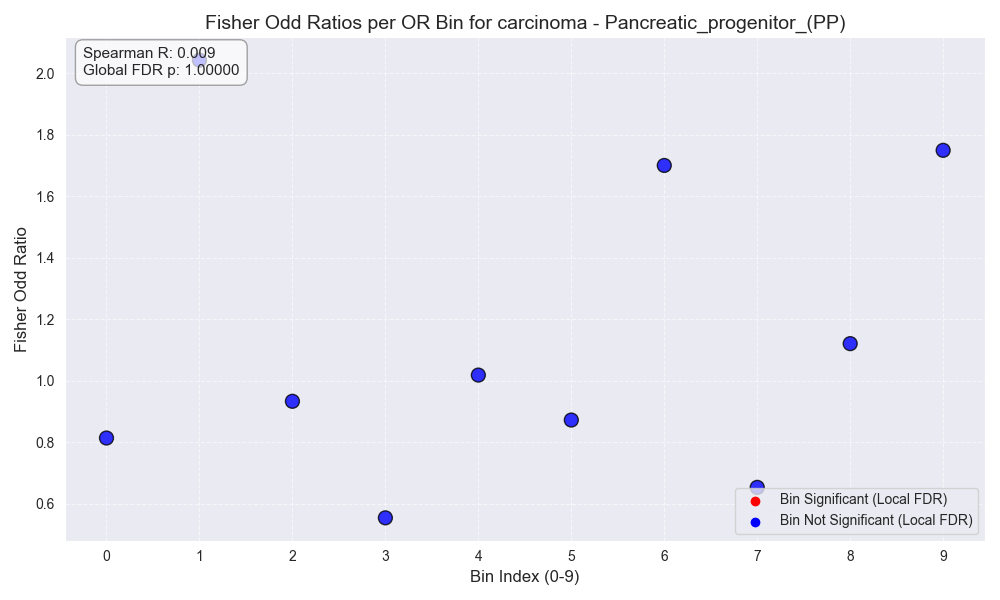 Fisher Odd Ratios per OR Bin for carcinoma - Pancreatic_progenitor_(PP)
Spearman R: 0.009
Global FDR p: 1.00000
Fisher Odd Ratio
2.0
1.8
1.6
1.4
1.2
1.0
0.8
0.6
Bin Significant (Local FDR)
Bin Not Significant (Local FDR)
0 1 2 3 4 5 6 7 8 9
Bin Index (0-9)